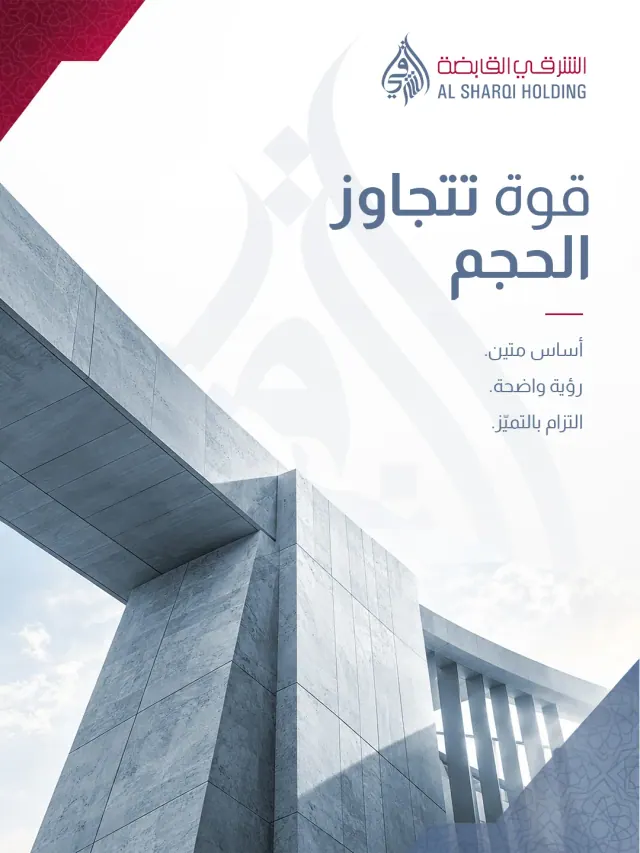 الشرقي القابضة
AL SHARQI HOLDING
قوة تتجاوز
الحجم
أساس متين.
رؤية واضحة.
التزام بالتميّز.